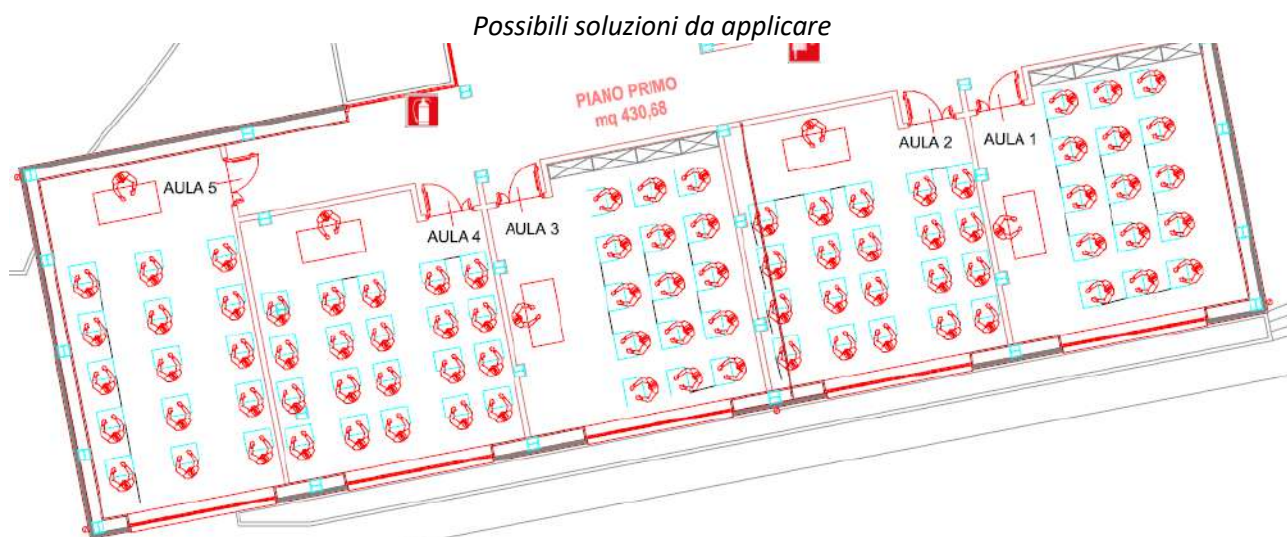 Possibili soluzioni da applicare
PIANO PRIMO
mq 430,68
AULA 5
AULA 4
AULA 3
AULA 2
AULA 1